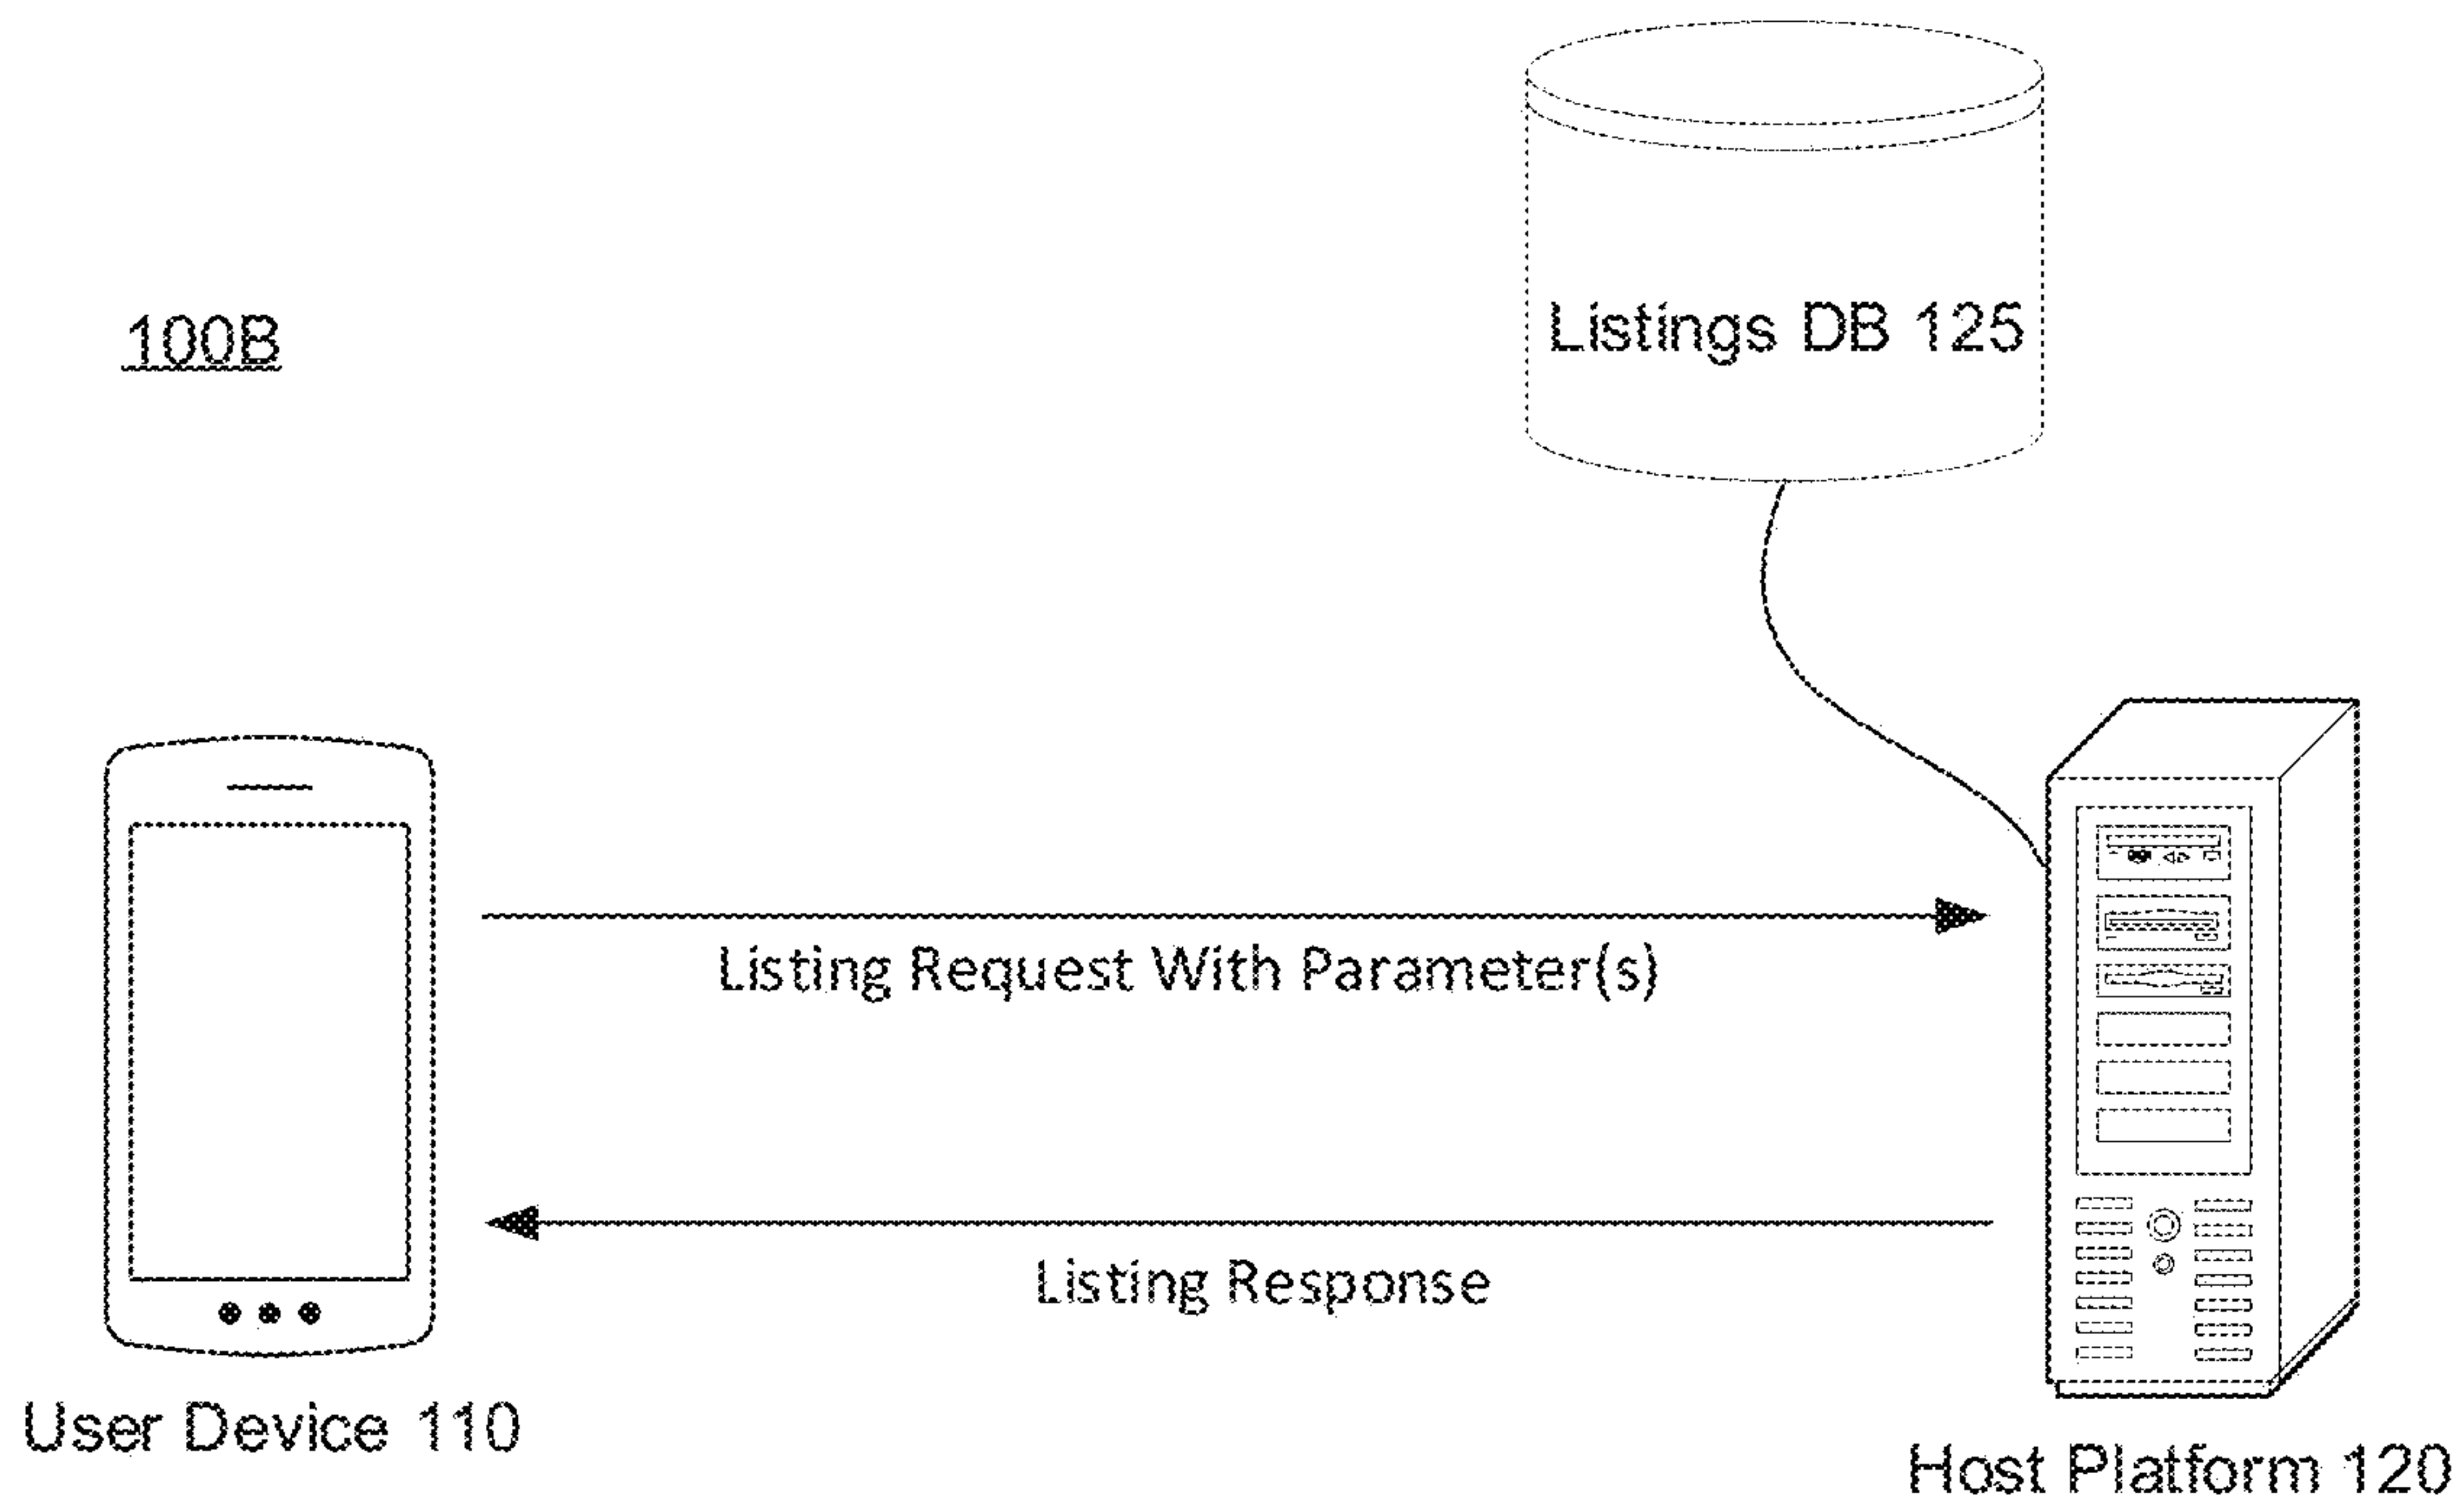 Listings DB 125
100B
Listing Request With Parameter(s)
Listing Response
User Device 110
Host Platform 120